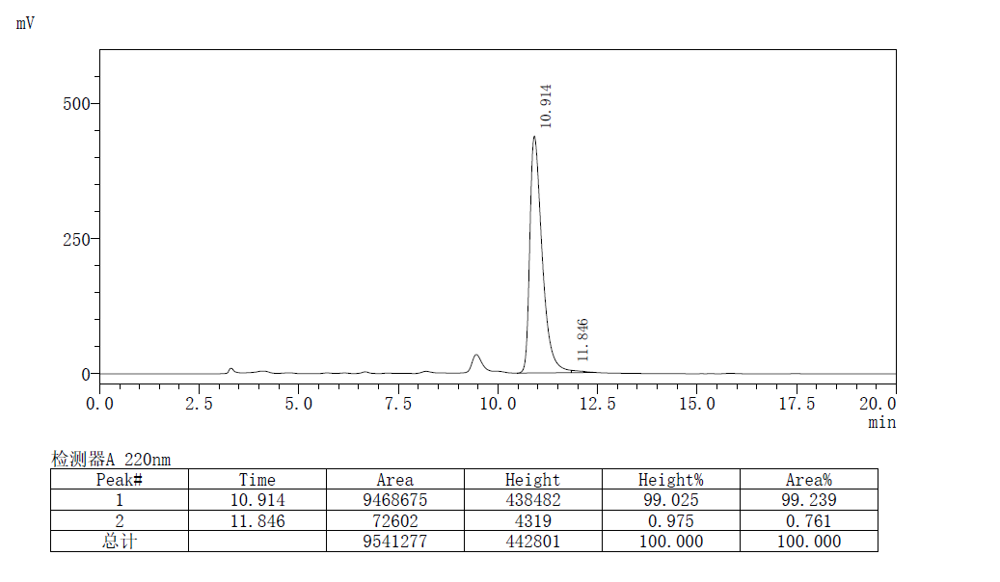 mV
500
250
0
10.914
11.846
0.0 2.5 5.0 7.5 10.0 12.5 15.0 17.5 20.0
min
检测器A 220nm
Peak# Time Area Height Height% Area%
1 10.914 9468675 438482 99.025 99.239
2 11.846 72602 4319 0.975 0.761
总计 9541277 442801 100.000 100.000